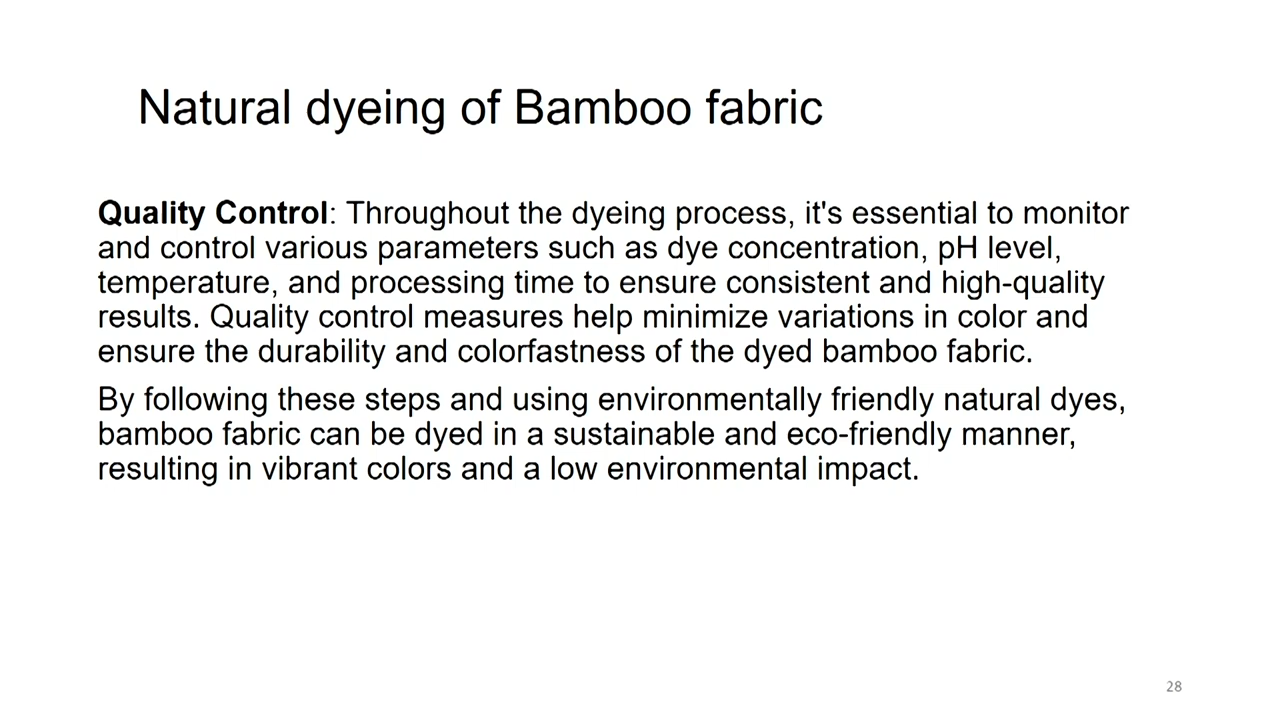 Natural dyeing of Bamboo fabric
Quality Control: Throughout the dyeing process, it's essential to monitor
and control various parameters such as dye concentration, pH level,
temperature, and processing time to ensure consistent and high-quality
results. Quality control measures help minimize variations in color and
ensure the durability and colorfastness of the dyed bamboo fabric.
By following these steps and using environmentally friendly natural dyes,
bamboo fabric can be dyed in a sustainable and eco-friendly manner,
resulting in vibrant colors and a low environmental impact.
28